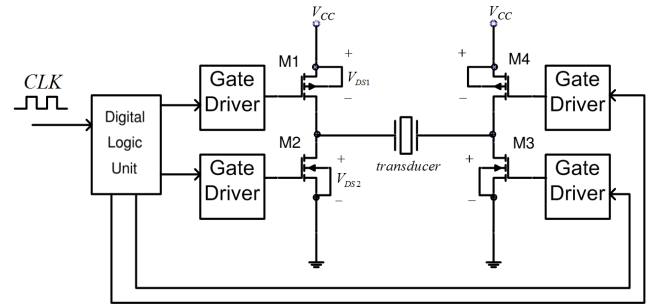 V_CC
V_CC
CLK
M1
+
V_DS1
−
+
M4
−
Gate
Driver
Gate
Driver
Digital
Logic
Unit
M2
+
V_DS2
−
transducer
+
M3
−
Gate
Driver
Gate
Driver